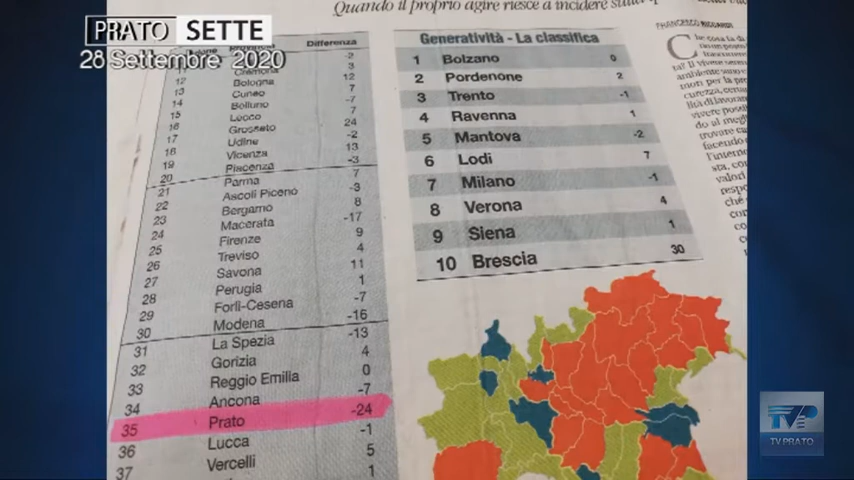 PRATO SETTE
28 Settembre 2020
Quando il proprio agire riesce a incidere
Provincia Differenza
-2
12 Cremona 3
13 Bologna 12
14 Cuneo 7
15 Belluno -7
16 Lecco 7
17 Grosseto 24
18 Udine -2
19 Vicenza 13
20 Piacenza -3
21 Parma 7
22 Ascoli Piceno -3
23 Bergamo 8
24 Macerata -17
25 Firenze 9
26 Treviso 4
27 Savona 11
28 Perugia 1
29 Forlì-Cesena -7
30 Modena -16
31 La Spezia -13
32 Gorizia 4
33 Reggio Emilia 0
34 Ancona -7
35 Prato -24
36 Lucca -1
37 Vercelli 5
1
Generatività - La classifica
1 Bolzano 0
2 Pordenone 2
3 Trento -1
4 Ravenna 1
5 Mantova -2
6 Lodi 7
7 Milano -1
8 Verona 4
9 Siena 1
10 Brescia 30
FRANCESCO RICCARDI
TV PRATO